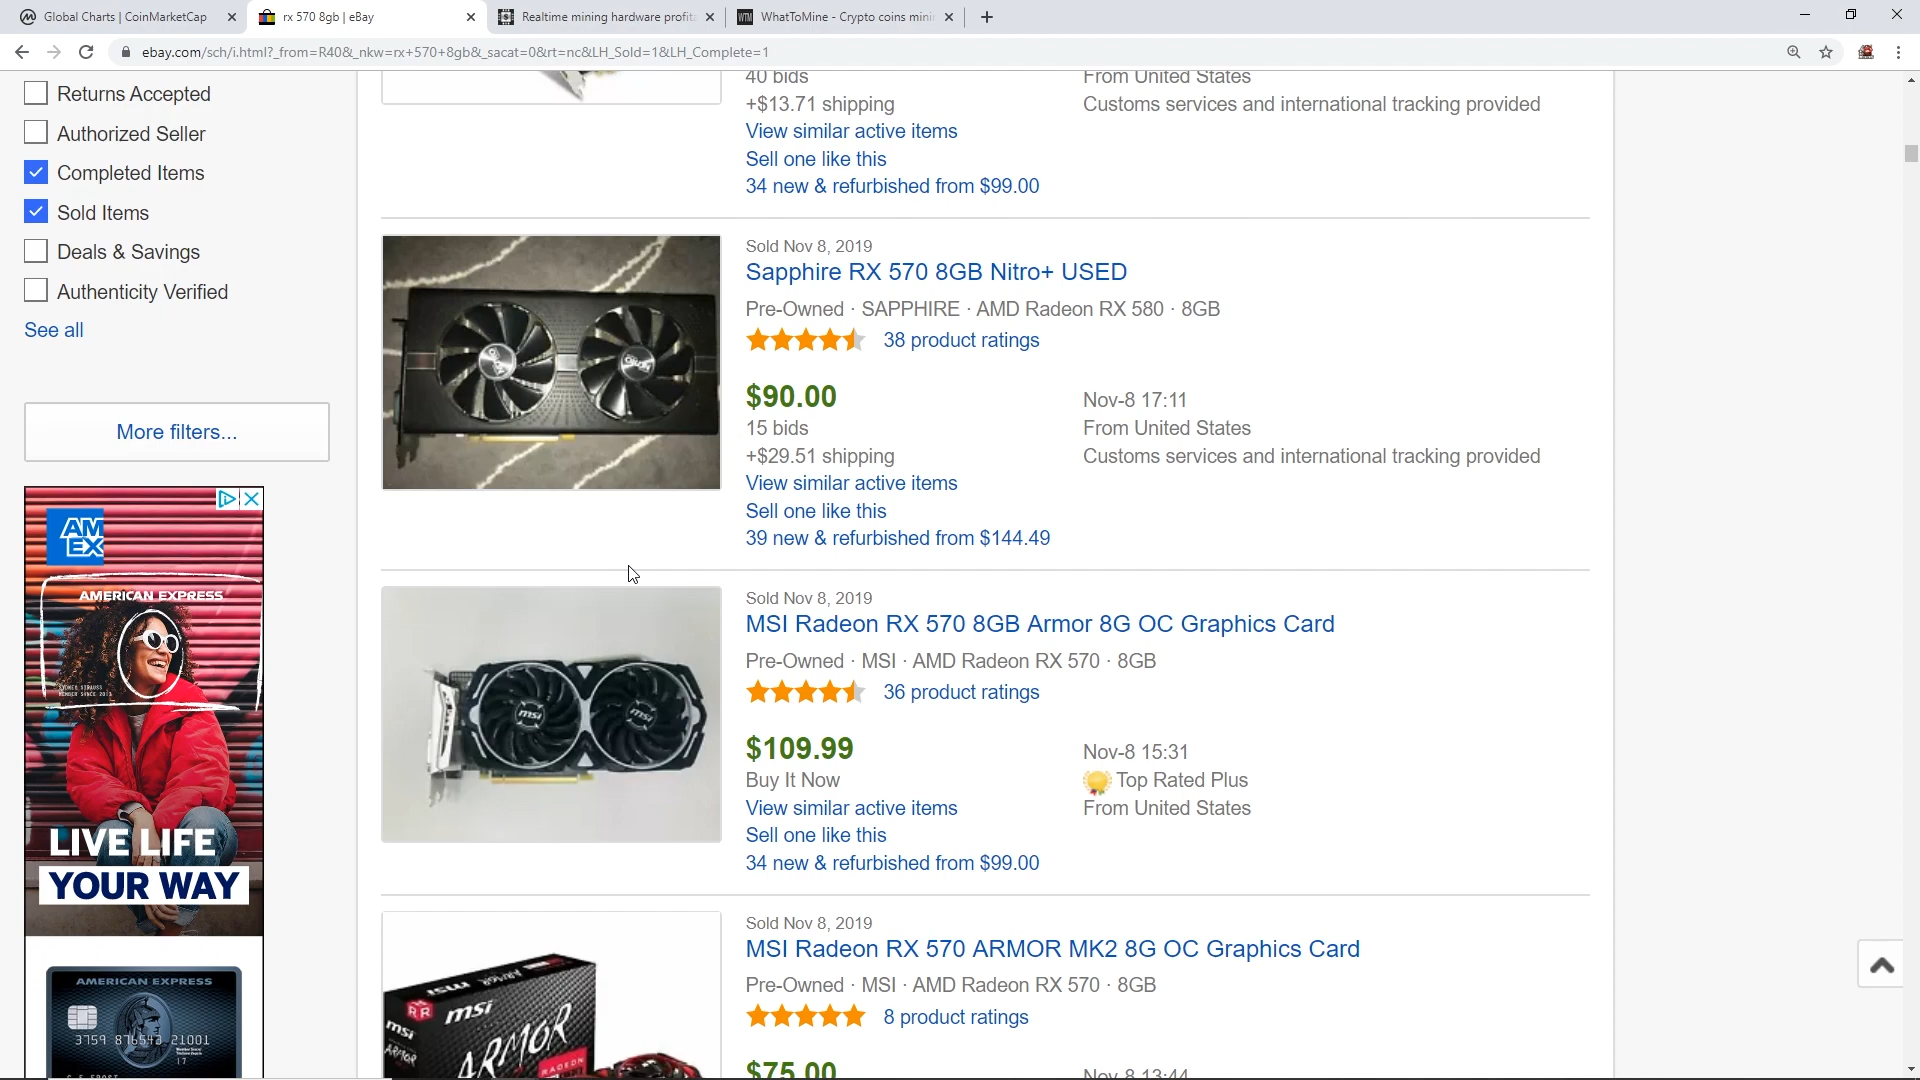 Global Charts | CoinMarketCap
rx 570 8gb | eBay
Realtime mining hardware profita
WhatToMine - Crypto coins minin
ebay.com/sch/i.html?_from=R40&_nkw=rx+570+8gb&_sacat=0&rt=nc&LH_Sold=1&LH_Complete=1
Returns Accepted
Authorized Seller
Completed Items
Sold Items
Deals & Savings
Authenticity Verified
See all
More filters...
AM
EX
AMERICAN EXPRESS
LIVE LIFE
YOUR WAY
AMERICAN EXPRESS
3759 876543 21001
40 bids
From United States
+$13.71 shipping
Customs services and international tracking provided
View similar active items
Sell one like this
34 new & refurbished from $99.00
Sold Nov 8, 2019
Sapphire RX 570 8GB Nitro+ USED
Pre-Owned · SAPPHIRE · AMD Radeon RX 580 · 8GB
38 product ratings
$90.00
Nov-8 17:11
15 bids
From United States
+$29.51 shipping
Customs services and international tracking provided
View similar active items
Sell one like this
39 new & refurbished from $144.49
Sold Nov 8, 2019
MSI Radeon RX 570 8GB Armor 8G OC Graphics Card
Pre-Owned · MSI · AMD Radeon RX 570 · 8GB
36 product ratings
msi
msi
$109.99
Nov-8 15:31
Buy It Now
Top Rated Plus
View similar active items
From United States
Sell one like this
34 new & refurbished from $99.00
Sold Nov 8, 2019
MSI Radeon RX 570 ARMOR MK2 8G OC Graphics Card
Pre-Owned · MSI · AMD Radeon RX 570 · 8GB
8 product ratings
msi
ARMOR
RADEON
$75.00
Nov-8 13:44